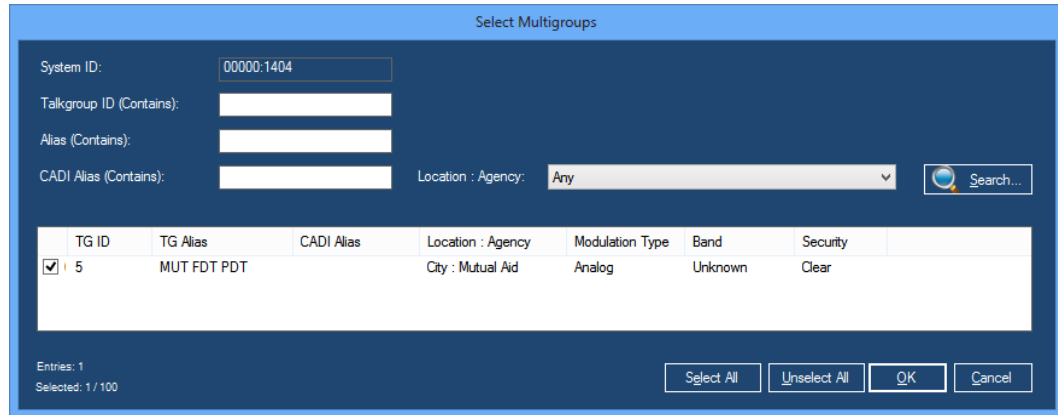 Select Multigroups
System ID: 00000:1404
Talkgroup ID (Contains):
Alias (Contains):
CADI Alias (Contains): Location : Agency: Any Search...
TG ID TG Alias CADI Alias Location : Agency Modulation Type Band Security
5 MUT FDT PDT City : Mutual Aid Analog Unknown Clear
Entries: 1
Selected: 1 / 100
Select All Unselect All OK Cancel